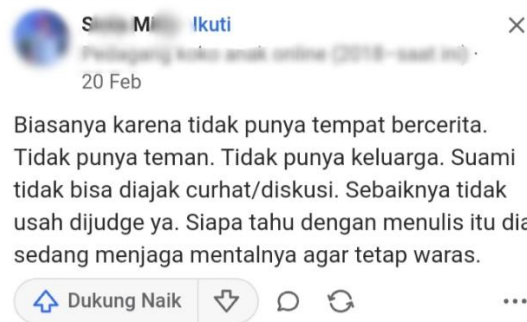 Ikuti
20 Feb
Biasanya karena tidak punya tempat bercerita.
Tidak punya teman. Tidak punya keluarga. Suami
tidak bisa diajak curhat/diskusi. Sebaiknya tidak
usah dijudge ya. Siapa tahu dengan menulis itu dia
sedang menjaga mentalnya agar tetap waras.
Dukung Naik